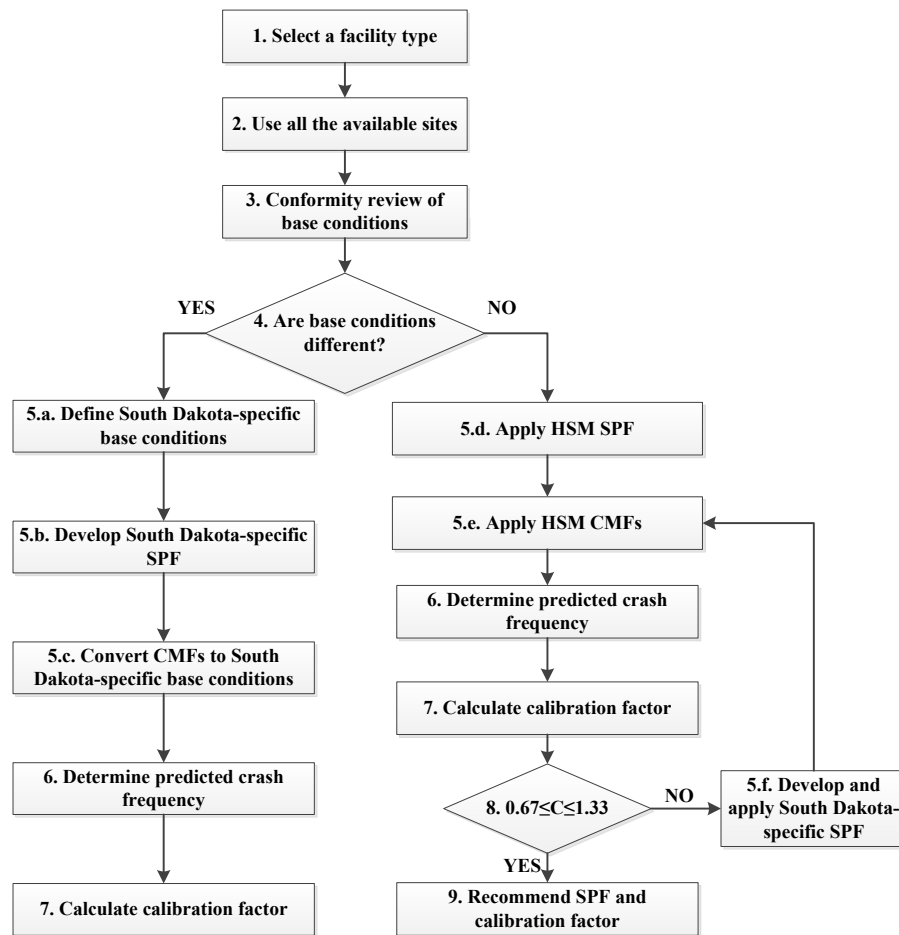 1. Select a facility type
2. Use all the available sites
3. Conformity review of
base conditions
YES
NO
4. Are base conditions
different?
5.a. Define South Dakota-specific
base conditions
5.d. Apply HSM SPF
5.b. Develop South Dakota-specific
SPF
5.e. Apply HSM CMFs
6. Determine predicted crash
frequency
5.c. Convert CMFs to South
Dakota-specific base conditions
7. Calculate calibration factor
6. Determine predicted crash
frequency
8. 0.67≤C≤1.33
NO
5.f. Develop and
apply South Dakota-
specific SPF
YES
7. Calculate calibration factor
9. Recommend SPF and
calibration factor